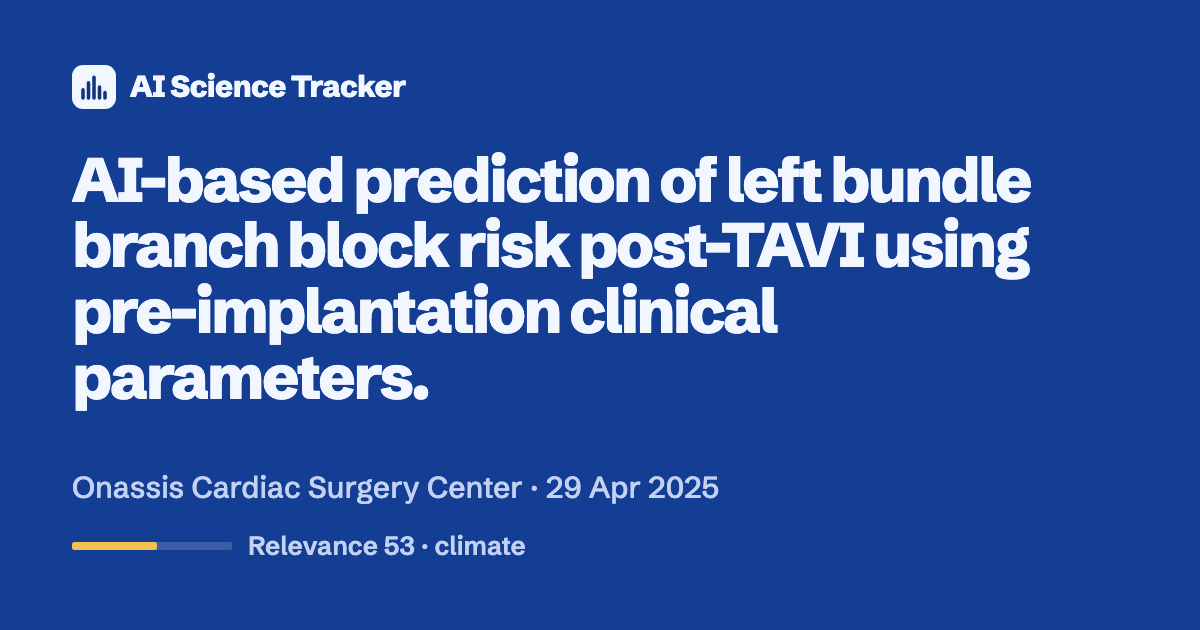 AI Science Tracker
AI-based prediction of left bundle
branch block risk post-TAVI using
pre-implantation clinical
parameters.
Onassis Cardiac Surgery Center · 29 Apr 2025
Relevance 53 · climate